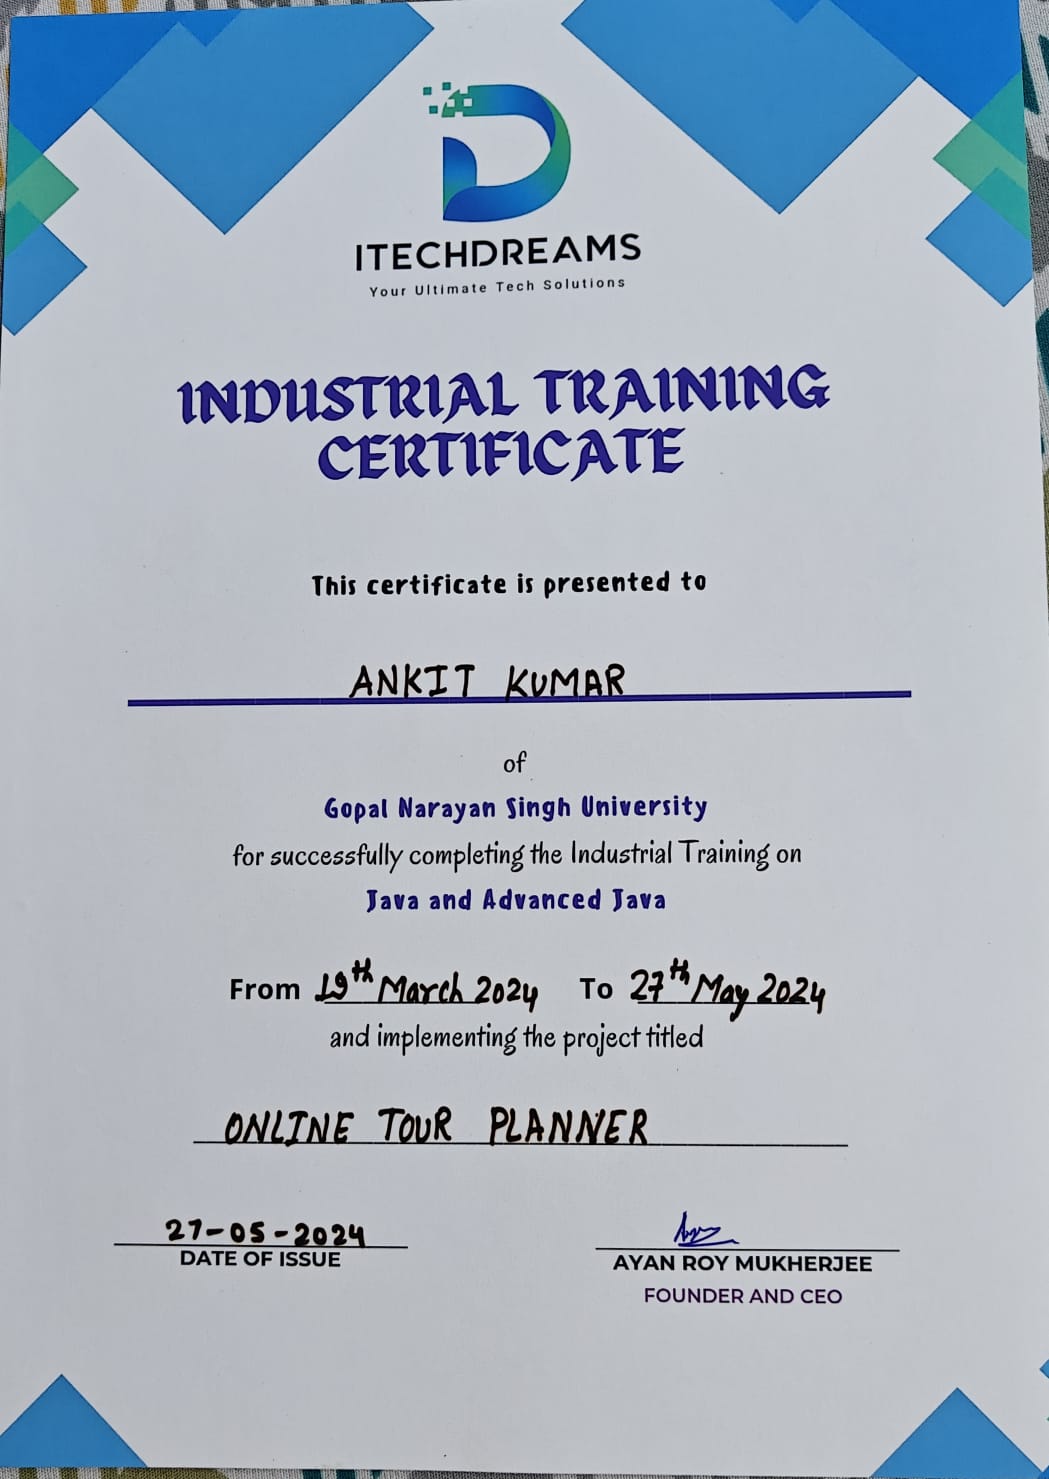 ITECHDREAMS
Your Ultimate Tech Solutions
INDUSTRIAL TRAINING
CERTIFICATE
This certificate is presented to
ANKIT KUMAR
of
Gopal Narayan Singh University
for successfully completing the Industrial Training on
Java and Advanced Java
From 19th March 2024 To 27th May 2024
and implementing the project titled
ONLINE TOUR PLANNER
27-05-2024
DATE OF ISSUE
AYAN ROY MUKHERJEE
FOUNDER AND CEO